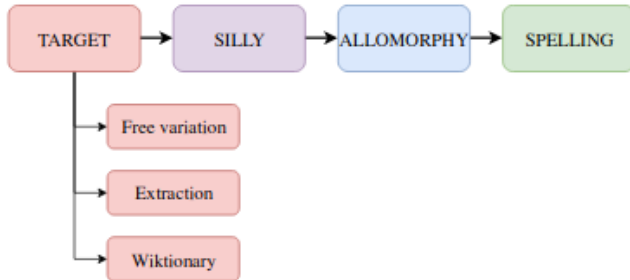 TARGET
SILLY
ALLOMORPHY
SPELLING
Free variation
Extraction
Wiktionary